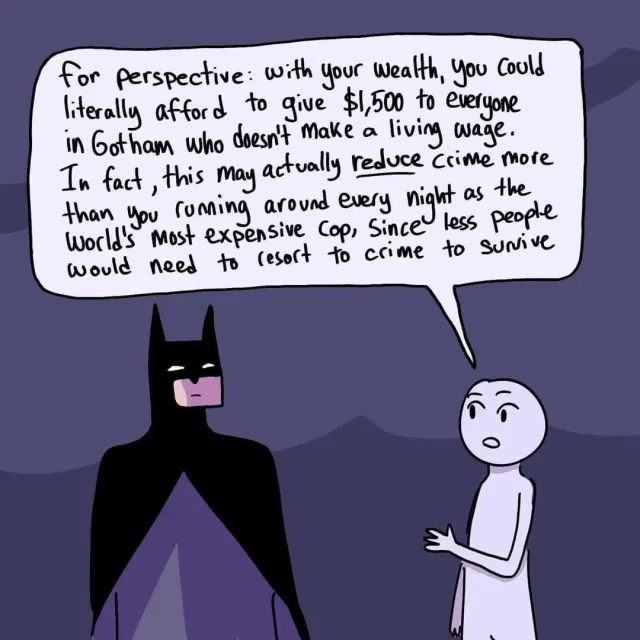 for perspective: with your wealth, you could
literally afford to give $1,500 to everyone
in Gotham who doesn't make a living wage.
In fact, this may actually reduce crime more
than you running around every night as the
World's most expensive cop, since less people
would need to resort to crime to survive